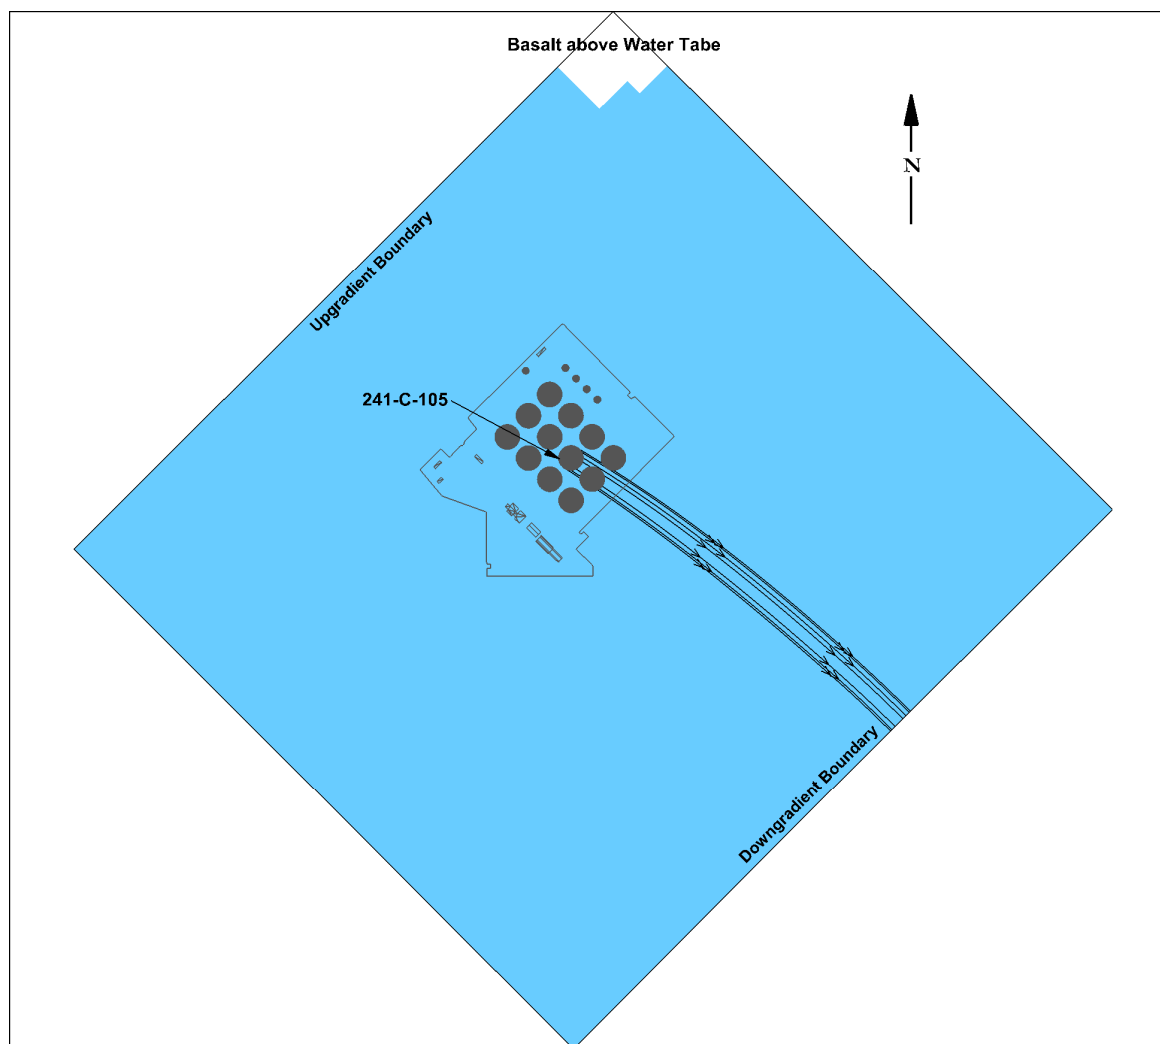 Basalt above Water Tabe
N
Upgradient Boundary
241-C-105
Downgradient Boundary